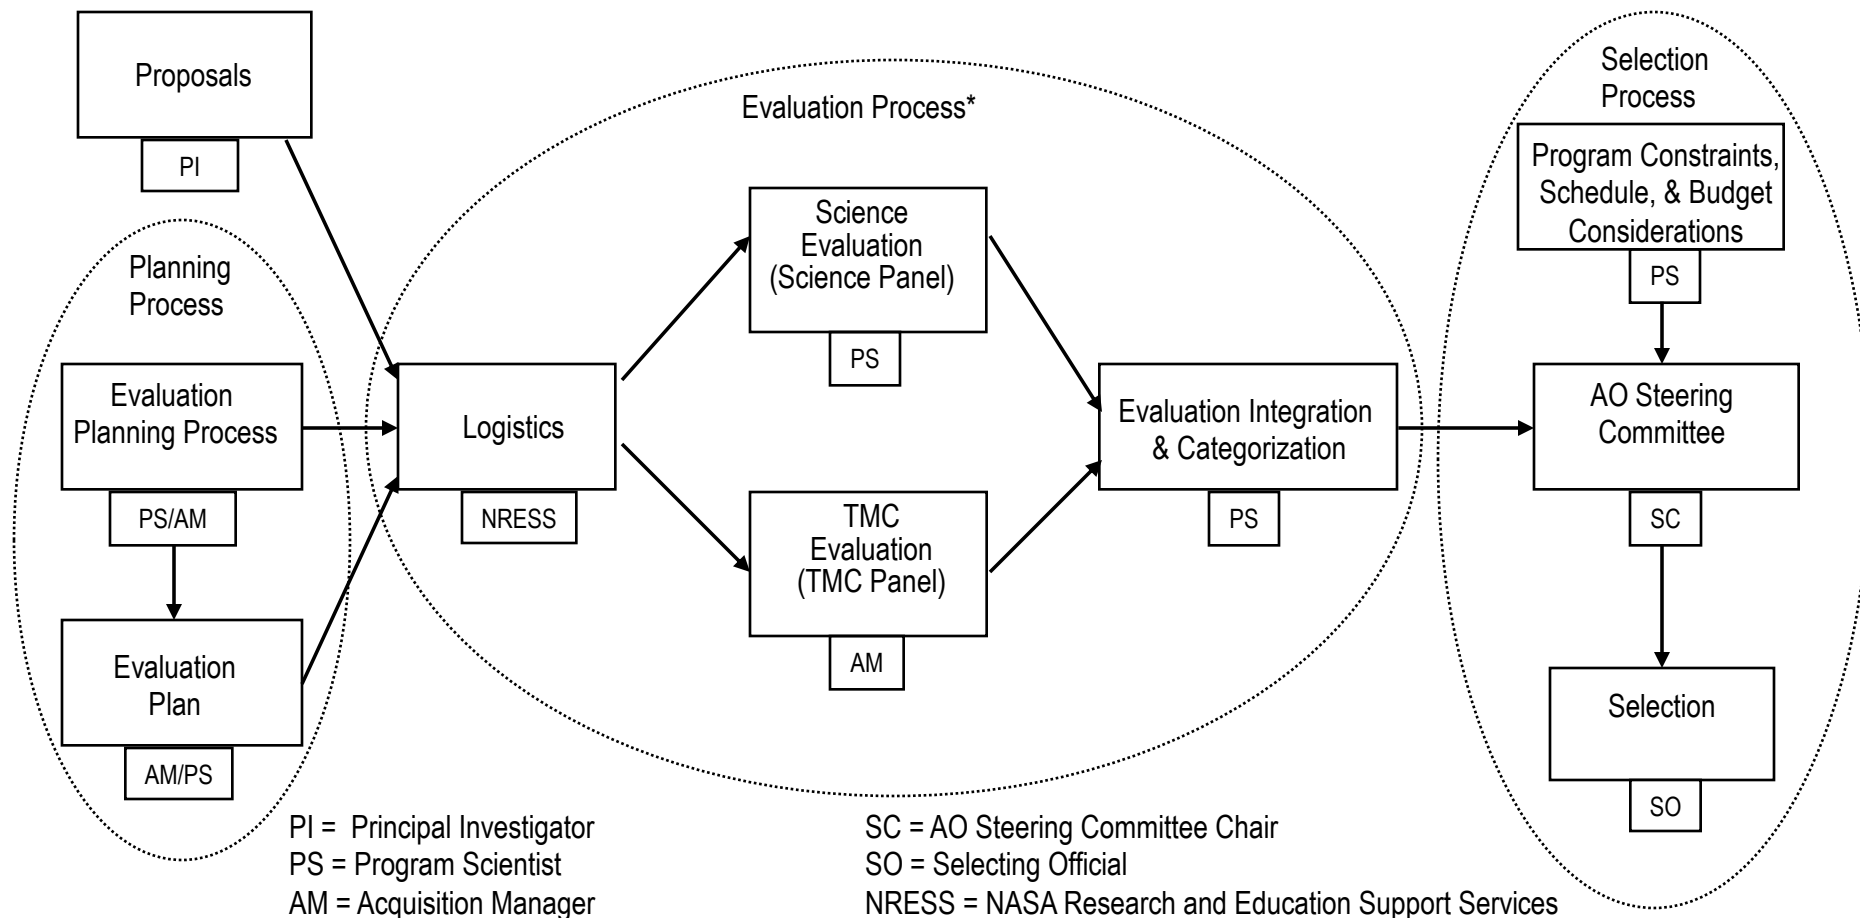 Proposals
PI
Planning
Process
Evaluation
Planning Process
PS/AM
Evaluation
Plan
AM/PS
Evaluation Process*
Logistics
NRESS
Science
Evaluation
(Science Panel)
PS
TMC
Evaluation
(TMC Panel)
AM
Evaluation Integration
& Categorization
PS
Selection
Process
Program Constraints,
Schedule, & Budget
Considerations
PS
AO Steering
Committee
SC
Selection
SO
PI = Principal Investigator
PS = Program Scientist
AM = Acquisition Manager
SC = AO Steering Committee Chair
SO = Selecting Official
NRESS = NASA Research and Education Support Services